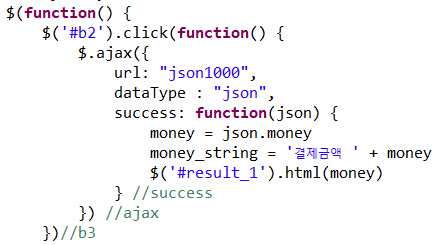 $(function() {
$('#b2').click(function() {
$.ajax({
url: "json1000",
dataType : "json",
success: function(json) {
money = json.money
money_string = '결제금액 ' + money
$('#result_1').html(money)
} //success
}) //ajax
})//b3